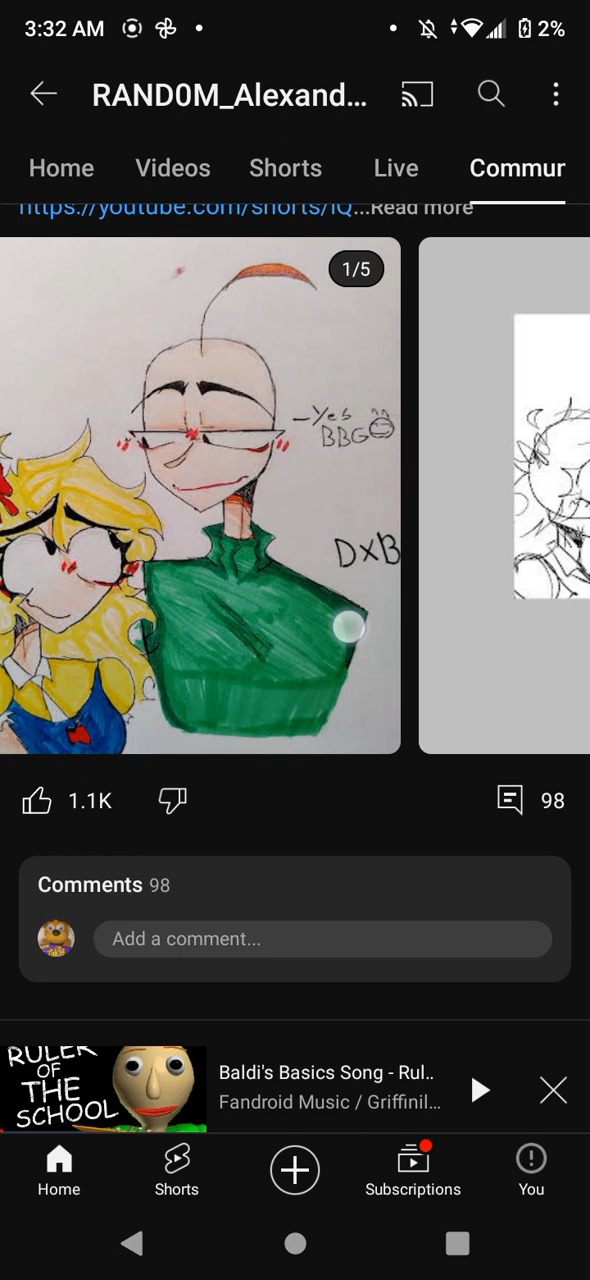 3:32 AM
2%
RAND0M_Alexand...
Home Videos Shorts Live Commun
https://youtube.com/shorts/iQ...Read more
1/5
-Yes
BBG
DxB
1.1K
98
Comments 98
Add a comment...
RULER
OF
THE
SCHOOL
Baldi's Basics Song - Rul..
Fandroid Music / Griffinil...
Home
Shorts
Subscriptions
You